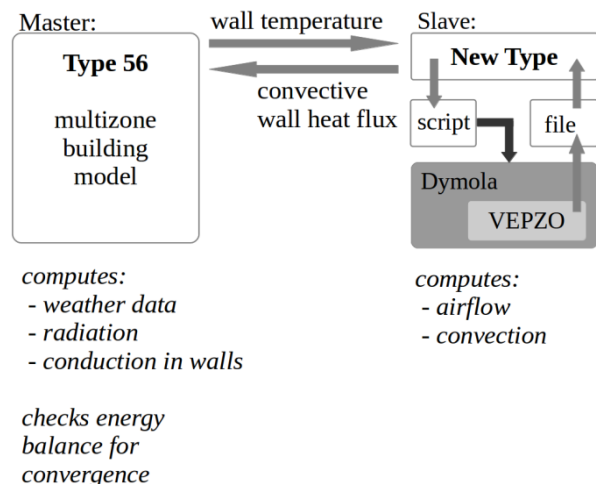 Master:
Type 56
multizone
building
model
wall temperature
convective
wall heat flux
Slave:
New Type
script
file
Dymola
VEPZO
computes:
- weather data
- radiation
- conduction in walls
checks energy
balance for
convergence
computes:
- airflow
- convection